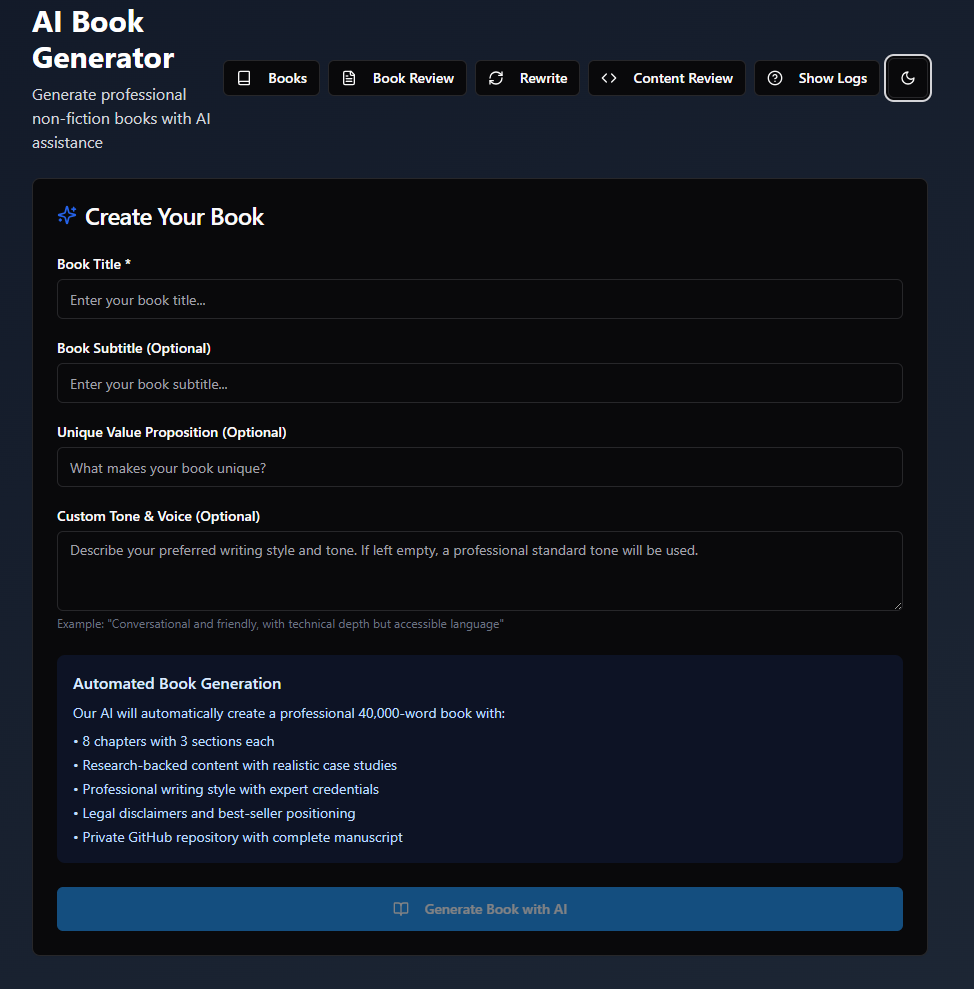 AI Book
Generator
Generate professional
non-fiction books with AI
assistance
Books
Book Review
Rewrite
Content Review
Show Logs
Create Your Book
Book Title *
Enter your book title...
Book Subtitle (Optional)
Enter your book subtitle...
Unique Value Proposition (Optional)
What makes your book unique?
Custom Tone & Voice (Optional)
Describe your preferred writing style and tone. If left empty, a professional standard tone will be used.
Example: "Conversational and friendly, with technical depth but accessible language"
Automated Book Generation
Our AI will automatically create a professional 40,000-word book with:
• 8 chapters with 3 sections each
• Research-backed content with realistic case studies
• Professional writing style with expert credentials
• Legal disclaimers and best-seller positioning
• Private GitHub repository with complete manuscript
Generate Book with AI